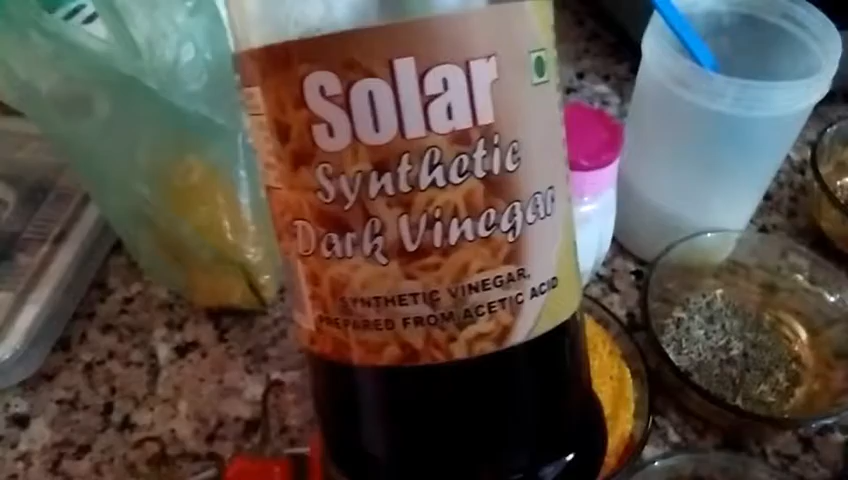 Solar
Synthetic
Dark Vinegar
SYNTHETIC VINEGAR,
PREPARED FROM ACETIC ACID